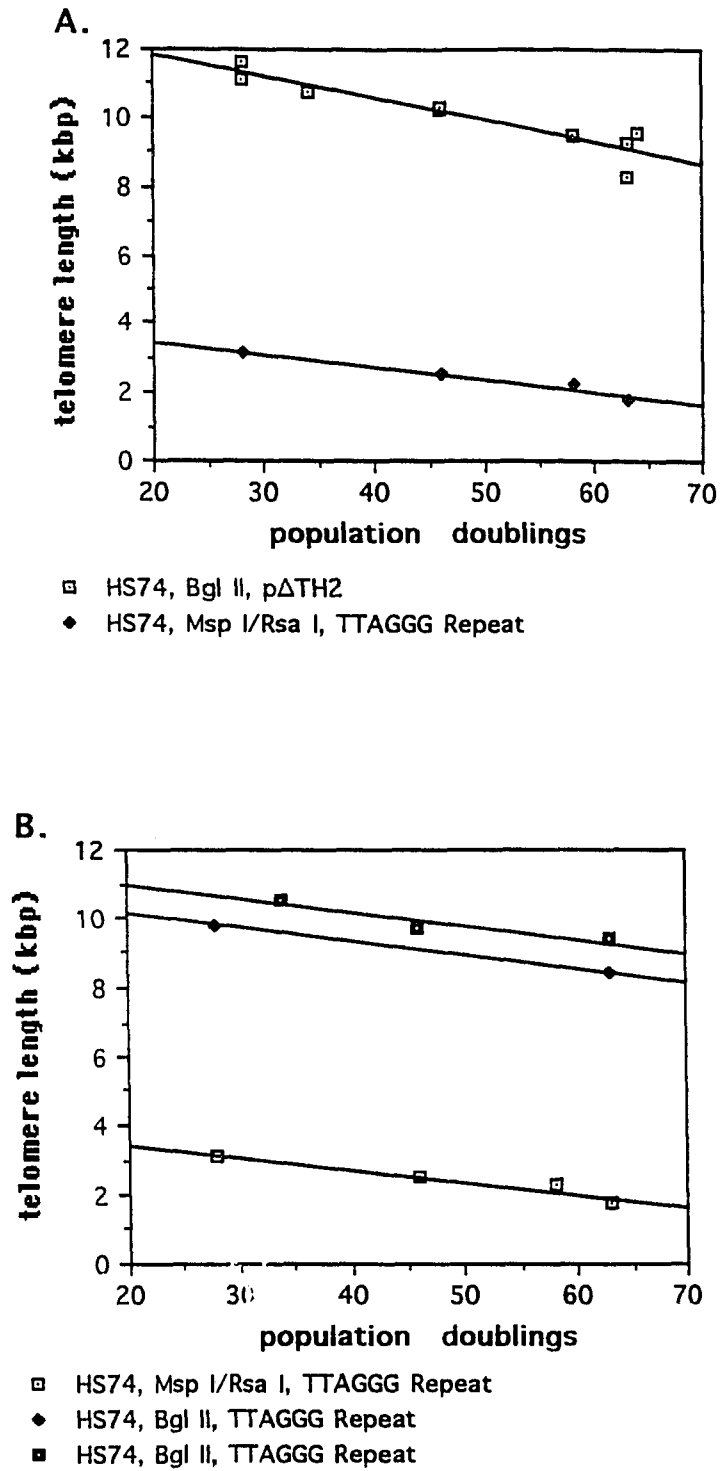 A.
12
10
8
6
4
2
0
telomere length (kbp)
20 30 40 50 60 70
population doublings
HS74, Bgl II, p∆TH2
HS74, Msp I/Rsa I, TTAGGG Repeat
B.
12
10
8
6
4
2
0
telomere length (kbp)
20 30 40 50 60 70
population doublings
HS74, Msp I/Rsa I, TTAGGG Repeat
HS74, Bgl II, TTAGGG Repeat
HS74, Bgl II, TTAGGG Repeat